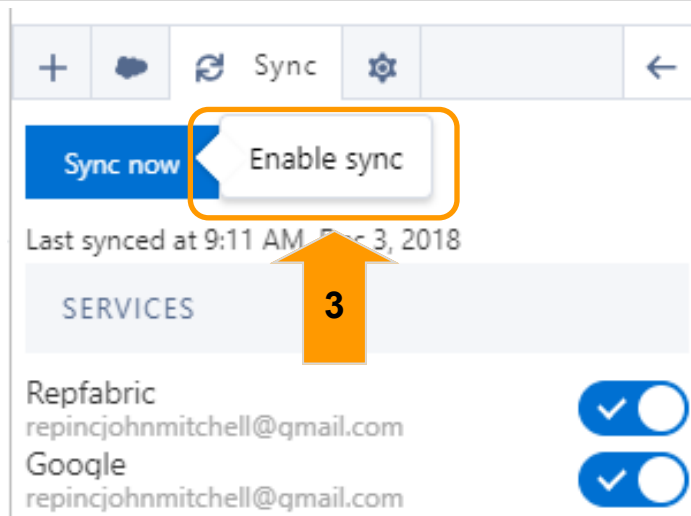 Sync
Sync now
Enable sync
Last synced at 9:11 AM, Dec 3, 2018
3
SERVICES
Repfabric
repincjohnmitchell@gmail.com
Google
repincjohnmitchell@gmail.com